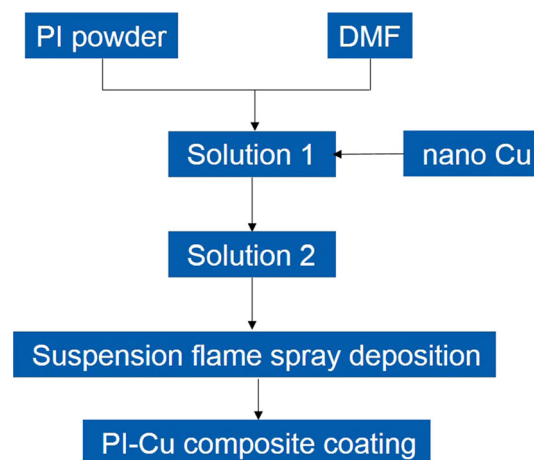 PI powder
DMF
Solution 1
nano Cu
Solution 2
Suspension flame spray deposition
PI-Cu composite coating